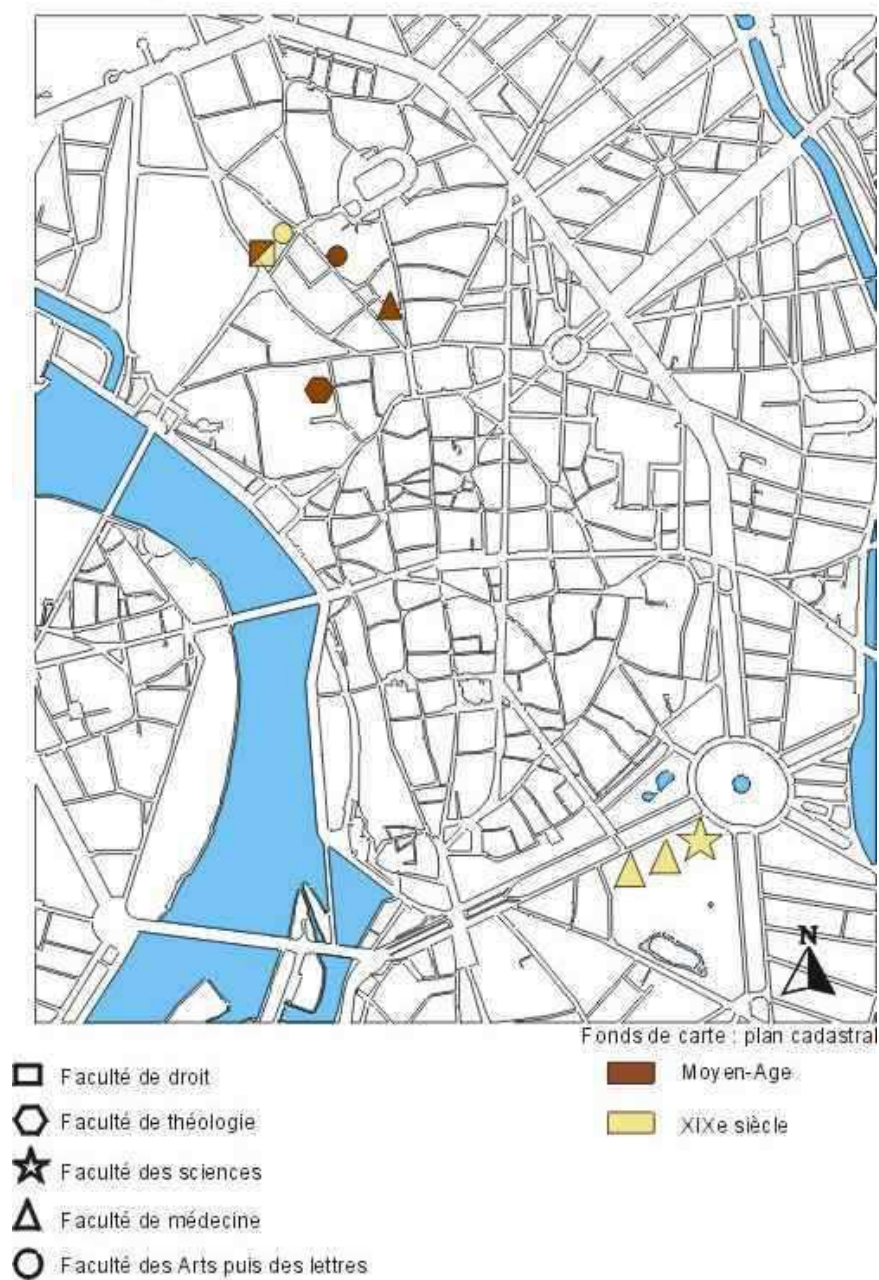 N
Fonds de carte : plan cadastral
Faculté de droit
Moyen-Age
Faculté de théologie
XIXe siècle
Faculté des sciences
Faculté de médecine
Faculté des Arts puis des lettres